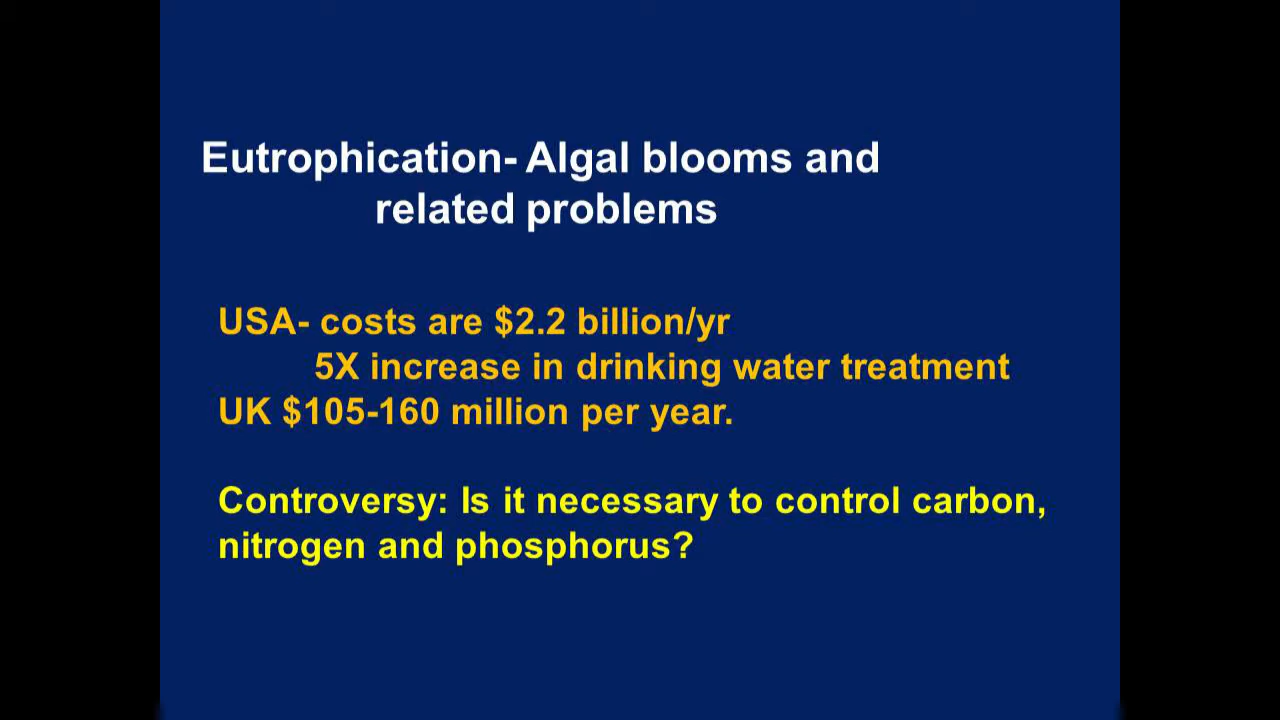 Eutrophication- Algal blooms and
related problems
USA- costs are $2.2 billion/yr
5X increase in drinking water treatment
UK $105-160 million per year.
Controversy: Is it necessary to control carbon,
nitrogen and phosphorus?